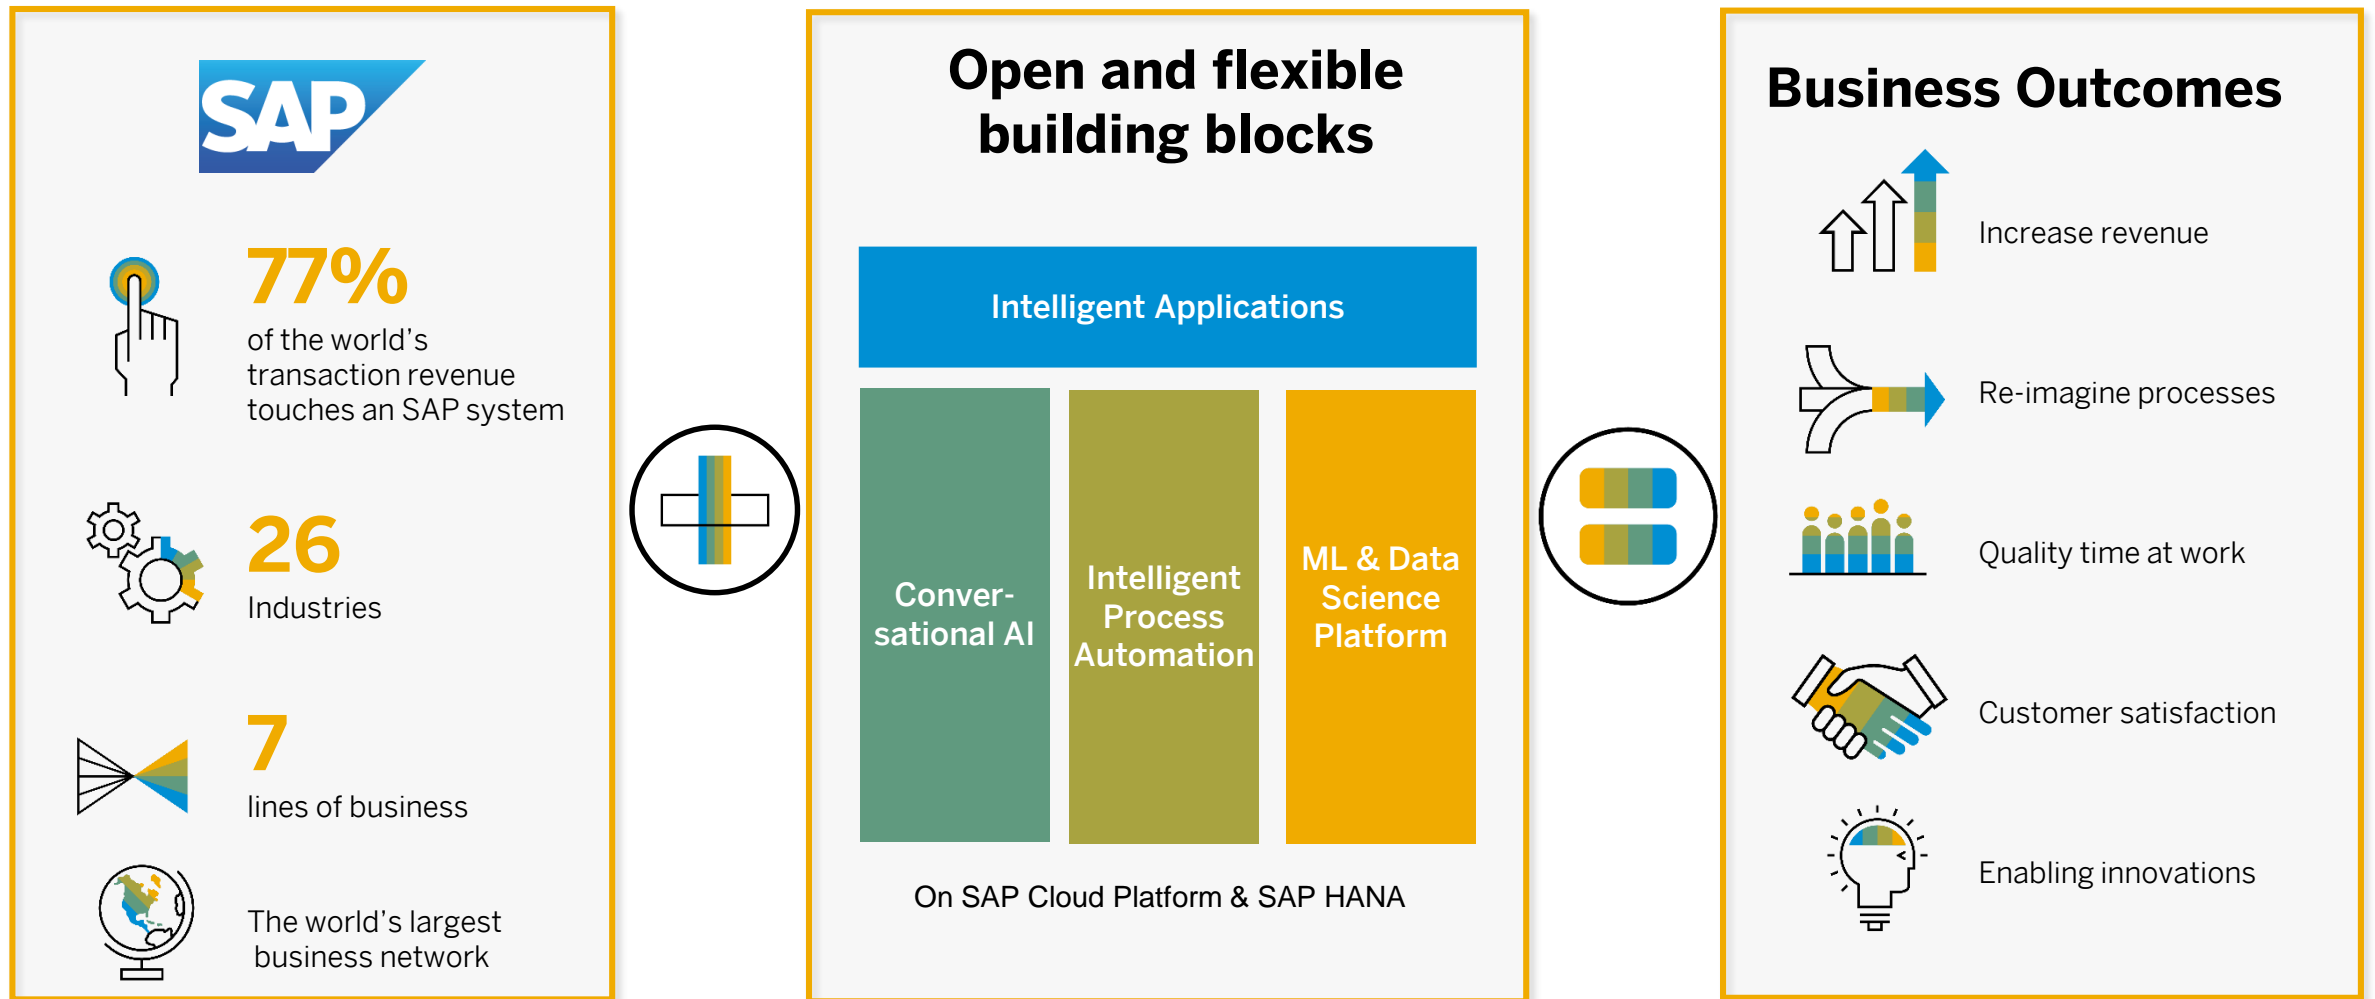 SAP
77%
of the world's
transaction revenue
touches an SAP system
26
Industries
7
lines of business
The world's largest
business network
Open and flexible
building blocks
Intelligent Applications
Conver-
sational AI
Intelligent
Process
Automation
ML & Data
Science
Platform
On SAP Cloud Platform & SAP HANA
Business Outcomes
Increase revenue
Re-imagine processes
Quality time at work
Customer satisfaction
Enabling innovations